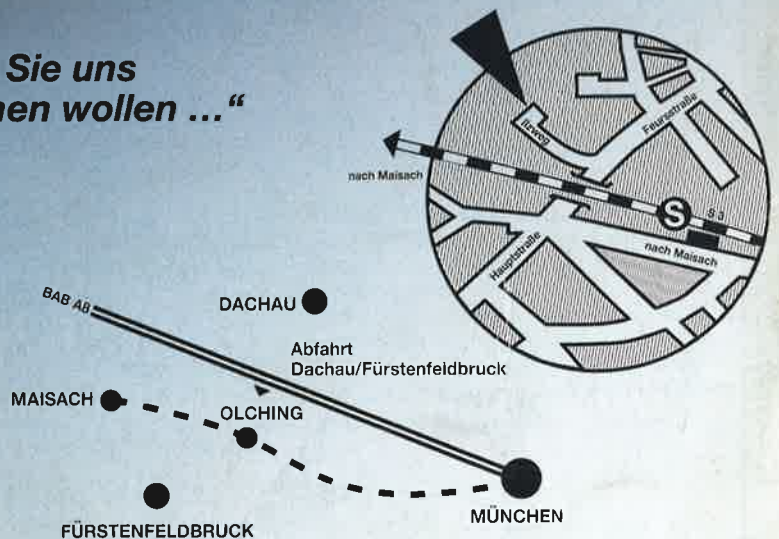 Sie uns
nen wollen ..."
nach Maisach
Feursstraße
S
S 3
nach Maisach
Hauptstraße
BAB A8
DACHAU
Abfahrt
Dachau/Fürstenfeldbruck
MAISACH
OLCHING
MÜNCHEN
FÜRSTENFELDBRUCK